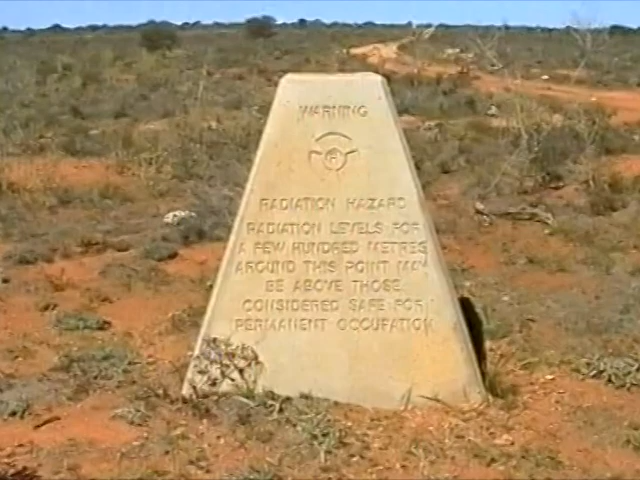 WARNING
RADIATION HAZARD
RADIATION LEVELS FOR
A FEW HUNDRED METRES
AROUND THIS POINT MAY
BE ABOVE THOSE
CONSIDERED SAFE FOR
PERMANENT OCCUPATION